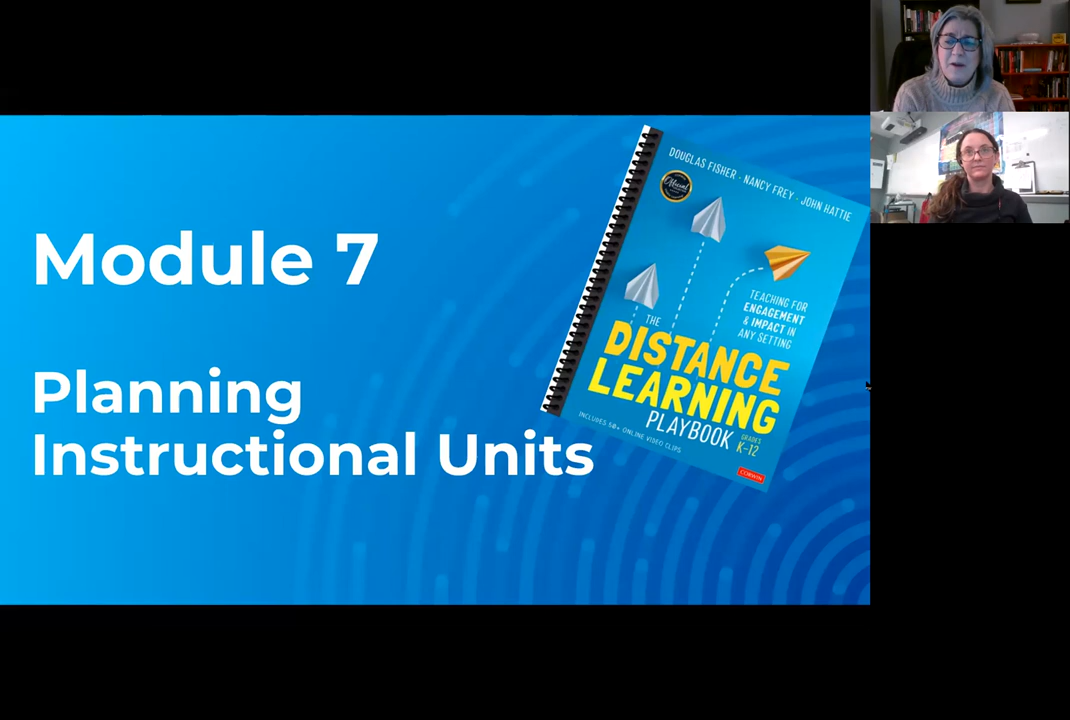 Module 7
Planning
Instructional Units
DOUGLAS FISHER · NANCY FREY · JOHN HATTIE
TEACHING FOR
ENGAGEMENT
& IMPACT IN
ANY SETTING
THE
DISTANCE
LEARNING
PLAYBOOK
GRADES
K–12
INCLUDES 50+ ONLINE VIDEO CLIPS
CORWIN